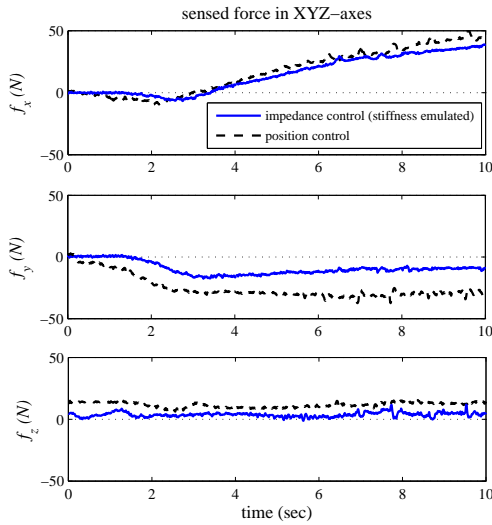 sensed force in XYZ−axes
50
0
−50
f_x (N)
0 2 4 6 8 10
impedance control (stiffness emulated)
position control
50
0
−50
f_y (N)
0 2 4 6 8 10
50
0
−50
f_z (N)
0 2 4 6 8 10
time (sec)